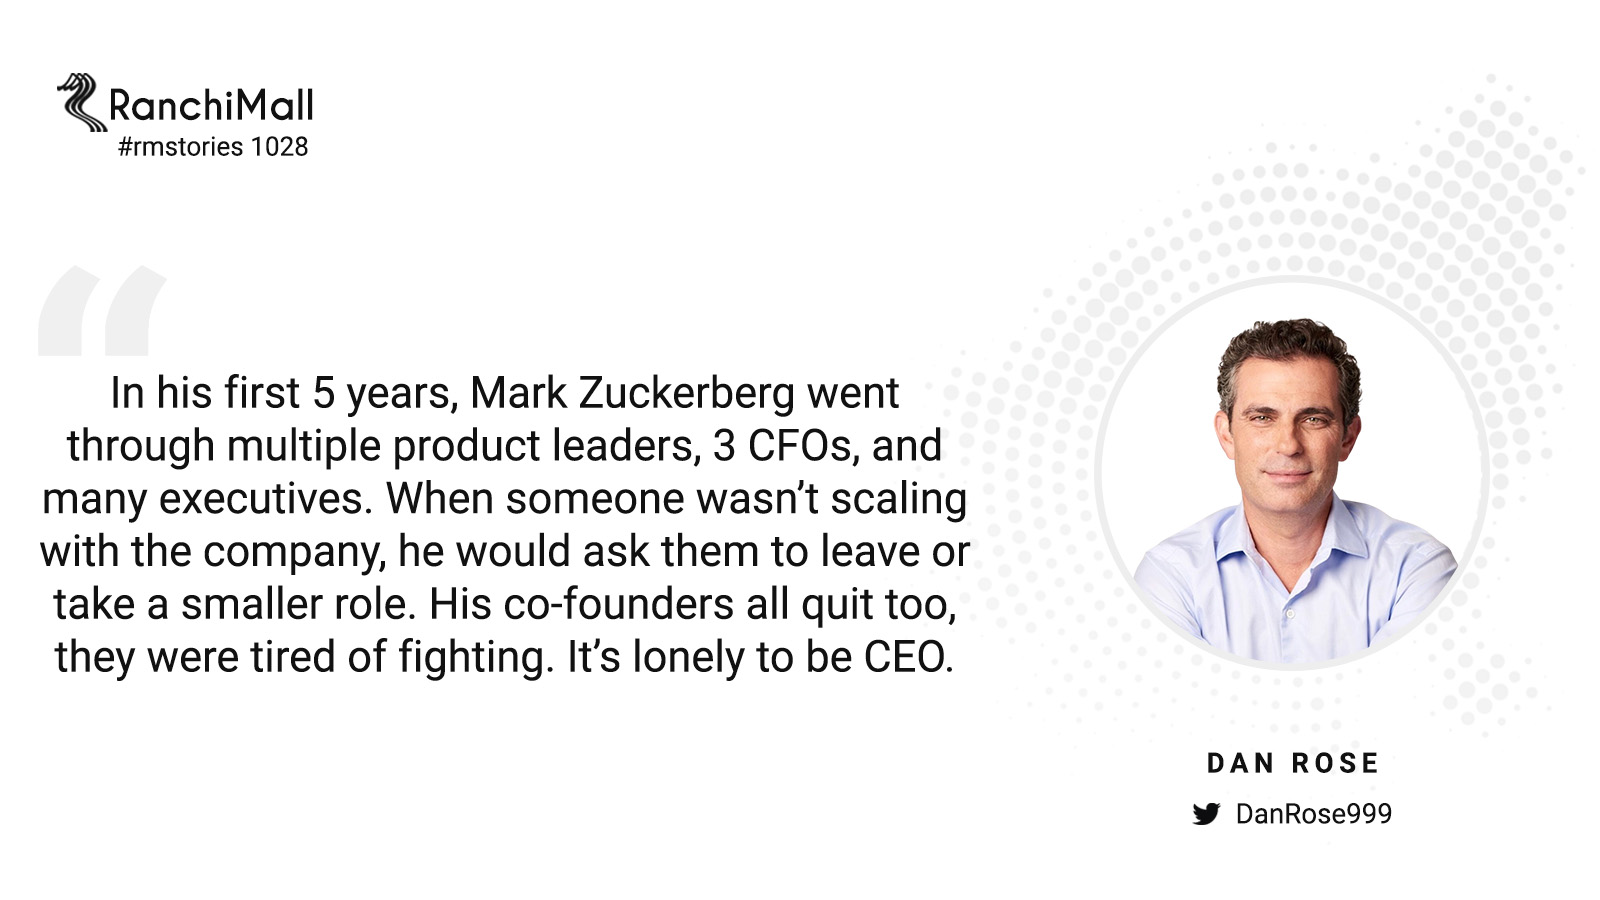 RanchiMall
#rmstories 1028
“
In his first 5 years, Mark Zuckerberg went
through multiple product leaders, 3 CFOs, and
many executives. When someone wasn’t scaling
with the company, he would ask them to leave or
take a smaller role. His co-founders all quit too,
they were tired of fighting. It’s lonely to be CEO.
DAN ROSE
DanRose999